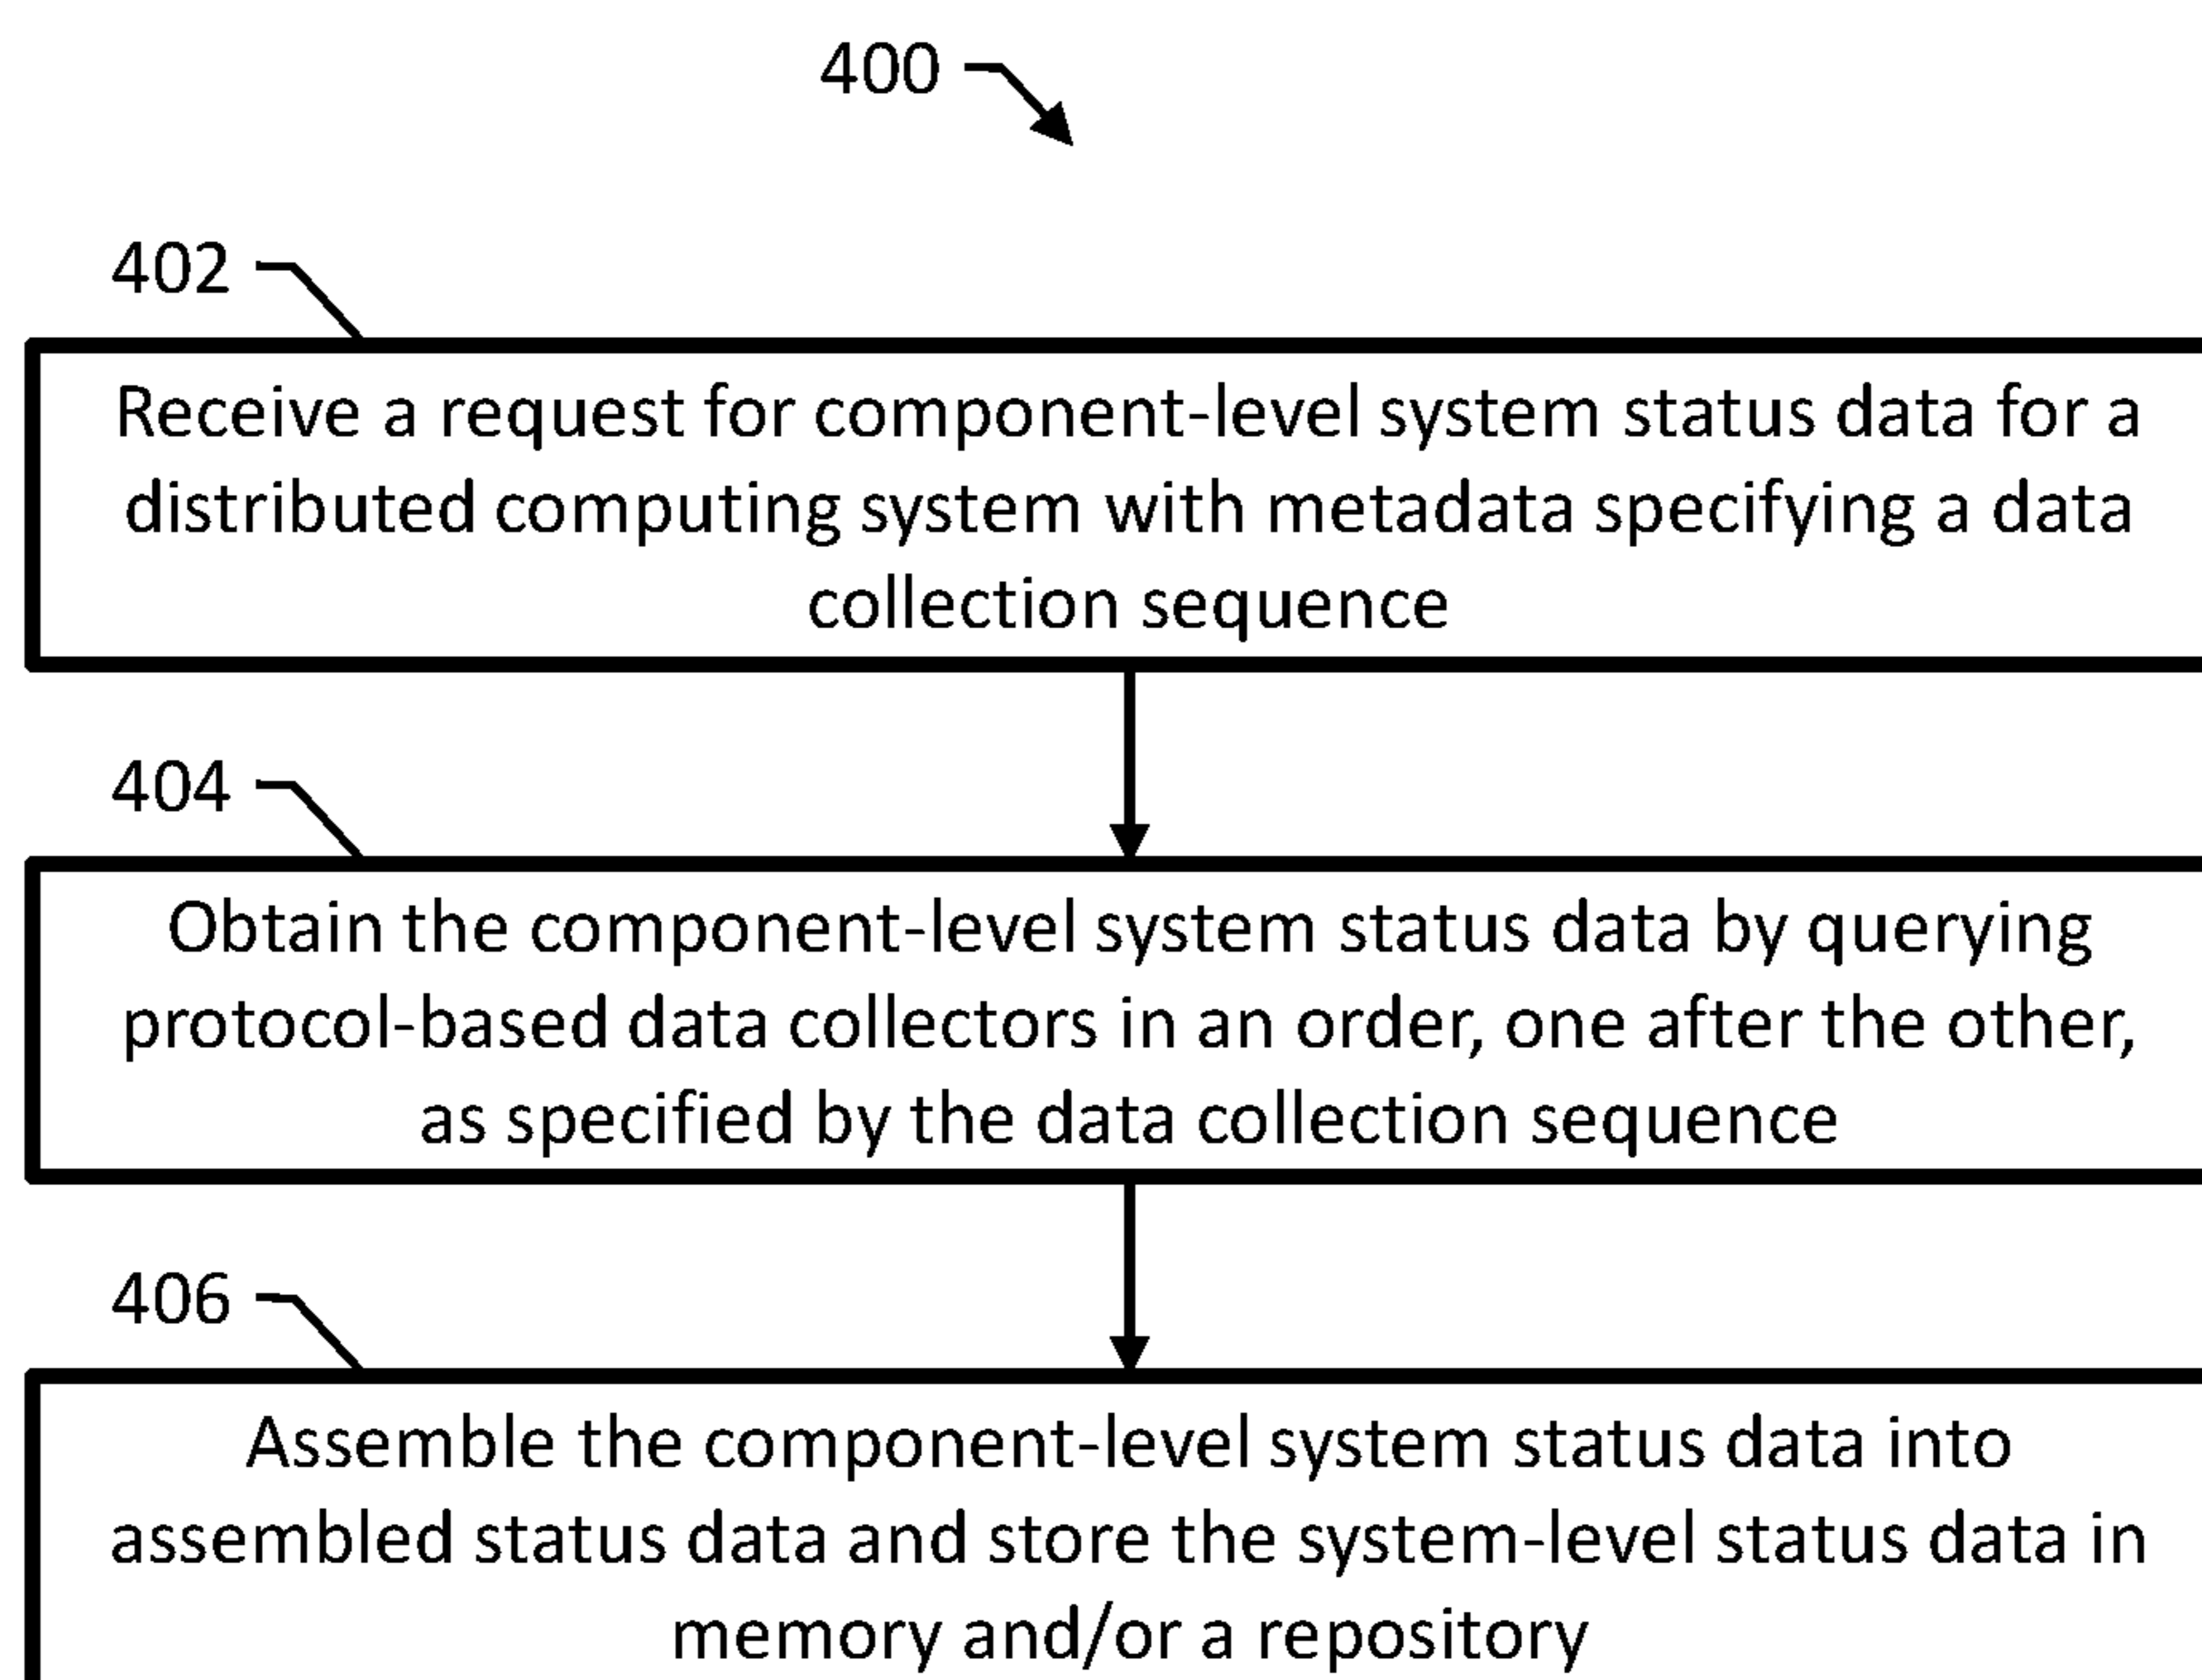 400
402
Receive a request for component-level system status data for a
distributed computing system with metadata specifying a data
collection sequence
404
Obtain the component-level system status data by querying
protocol-based data collectors in an order, one after the other,
as specified by the data collection sequence
406
Assemble the component-level system status data into
assembled status data and store the system-level status data in
memory and/or a repository